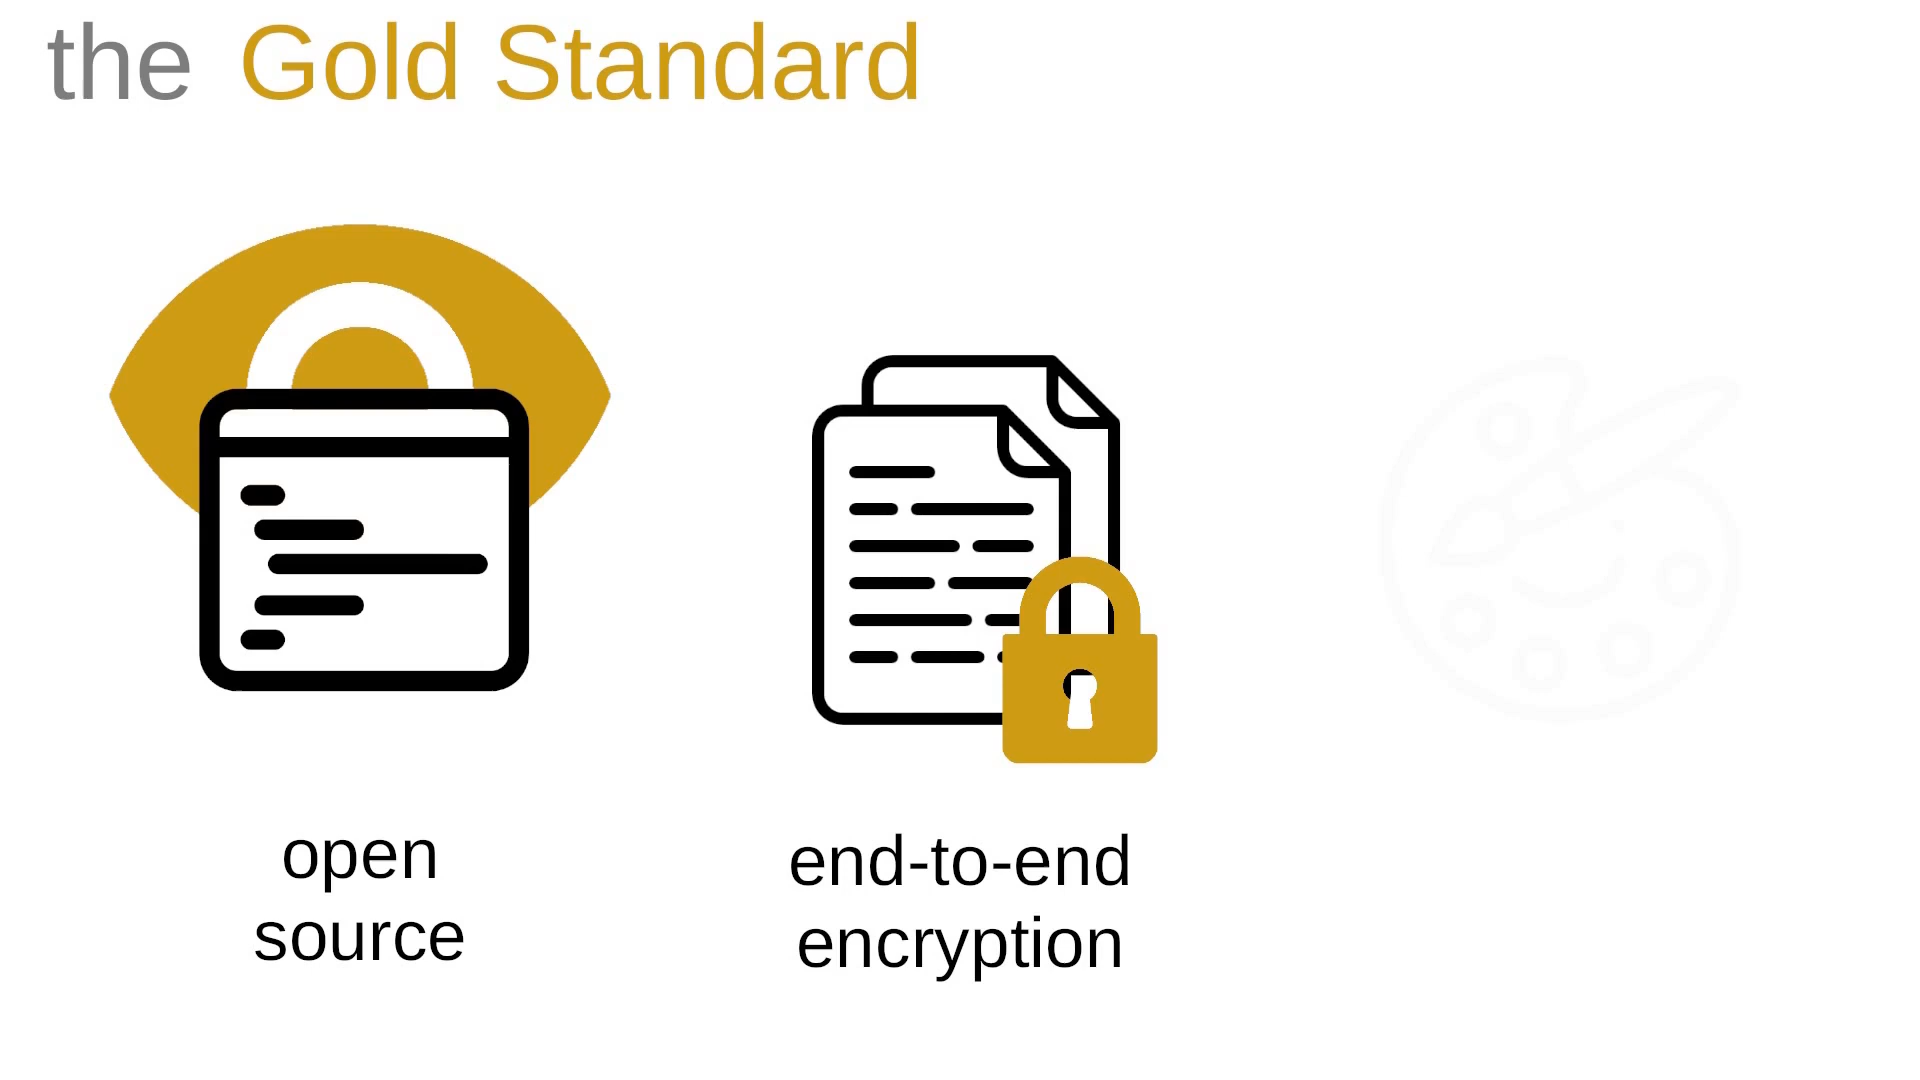 the Gold Standard
open
source
end-to-end
encryption